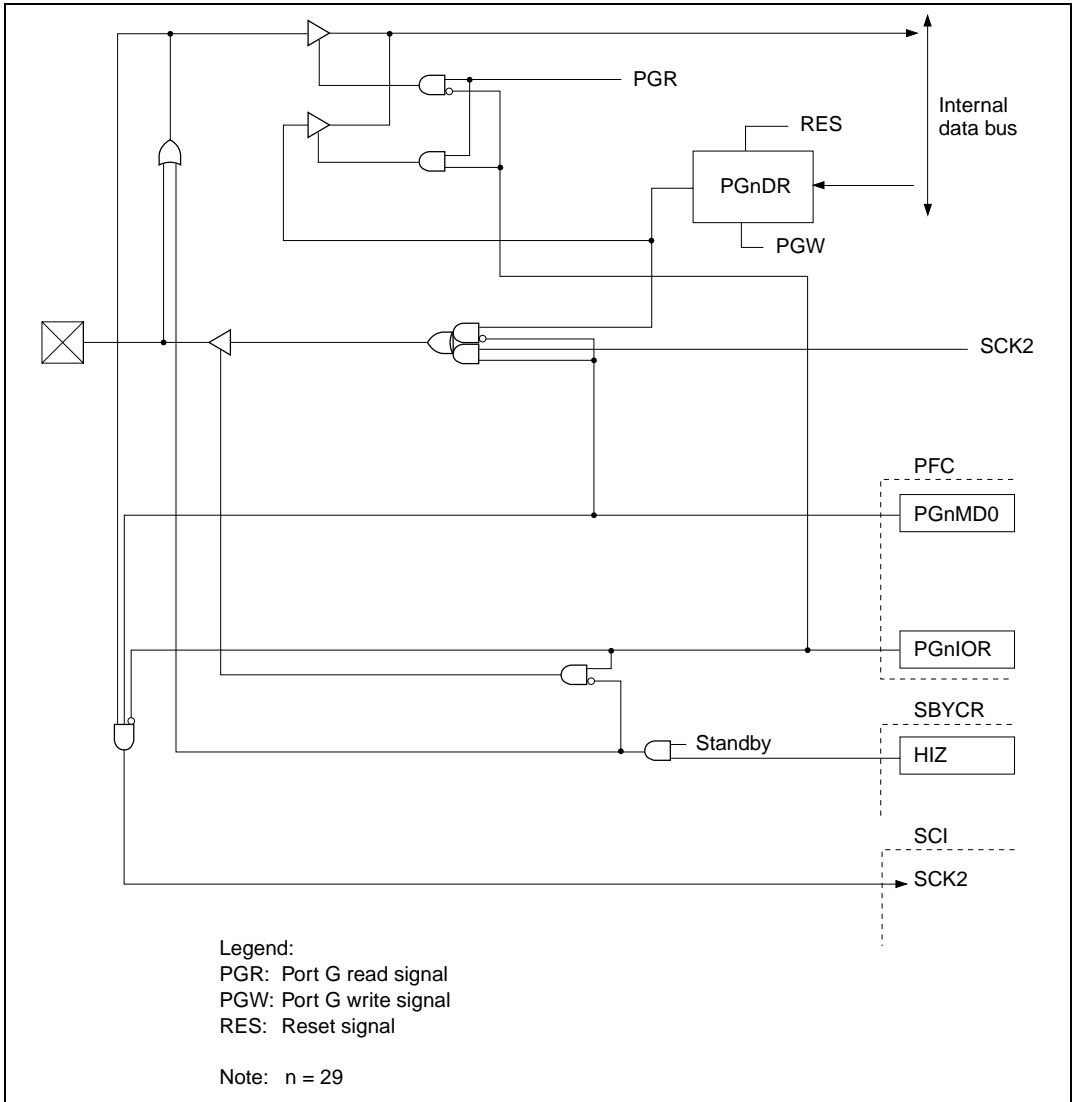 PGR
Internal
data bus
RES
PGnDR
PGW
SCK2
PFC
PGnMD0
PGnIOR
SBYCR
Standby
HIZ
SCI
SCK2
Legend:
PGR: Port G read signal
PGW: Port G write signal
RES: Reset signal
Note: n = 29